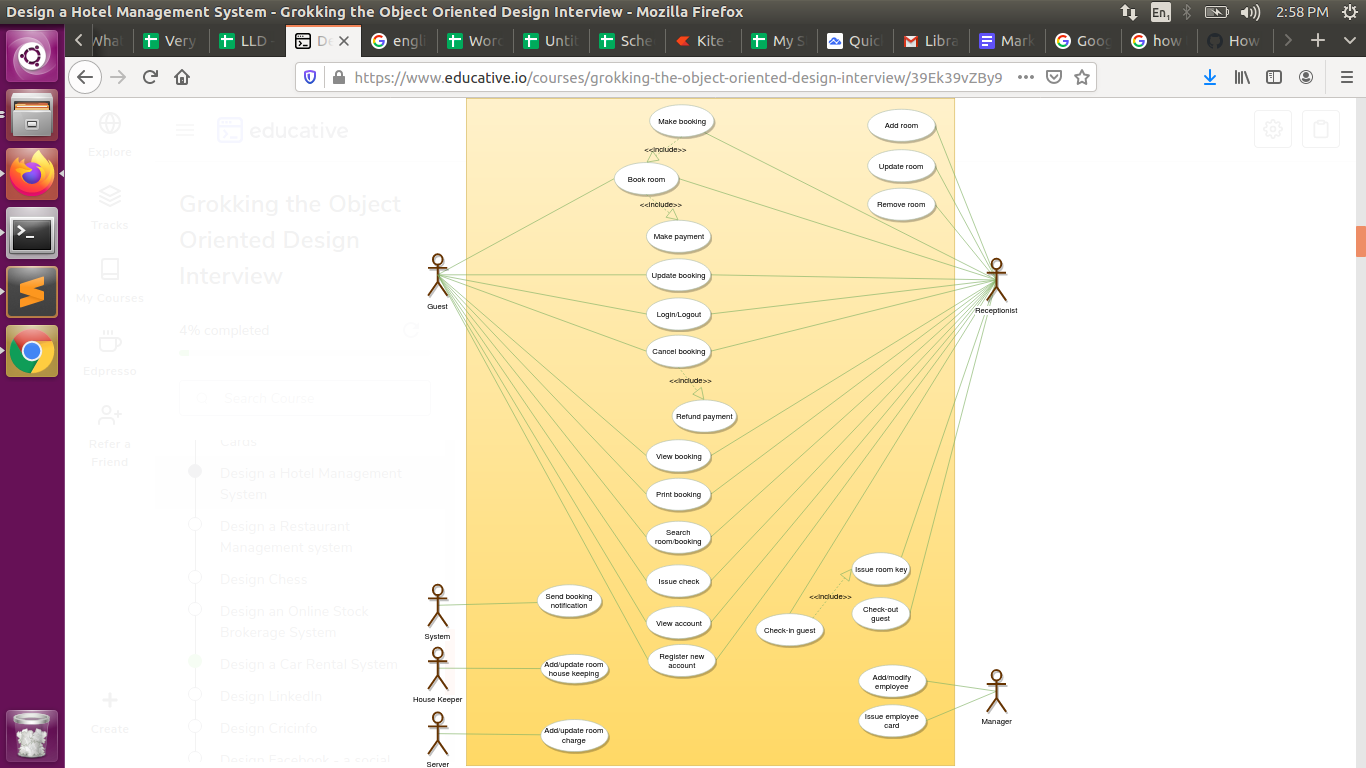 Design a Hotel Management System - Grokking the Object Oriented Design Interview - Mozilla Firefox
En1
2:58 PM
What
Very
LLD -
De
engli
Word
Unti
Sche
Kite
My S
Quic
Libra
Mark
Goog
how
How
https://www.educative.io/courses/grokking-the-object-oriented-design-interview/39Ek39vZBy9
educative
Explore
Tracks
My Courses
Edpresso
Refer a
Friend
Create
Grokking the Object
Oriented Design
Interview
4% completed
Search Course
Cards
Design a Hotel Management
System
Design a Restaurant
Management system
Design Chess
Design an Online Stock
Brokerage System
Design a Car Rental System
Design LinkedIn
Design Cricinfo
Design Facebook - a social
Make booking
<<include>>
Book room
<<include>>
Make payment
Update booking
Login/Logout
Cancel booking
<<include>>
Refund payment
View booking
Print booking
Search
room/booking
Issue check
View account
Register new
account
Add room
Update room
Remove room
Guest
Receptionist
Issue room key
<<include>>
Check-in guest
Check-out
guest
Send booking
notification
System
Add/update room
house keeping
House Keeper
Add/update room
charge
Server
Add/modify
employee
Issue employee
card
Manager